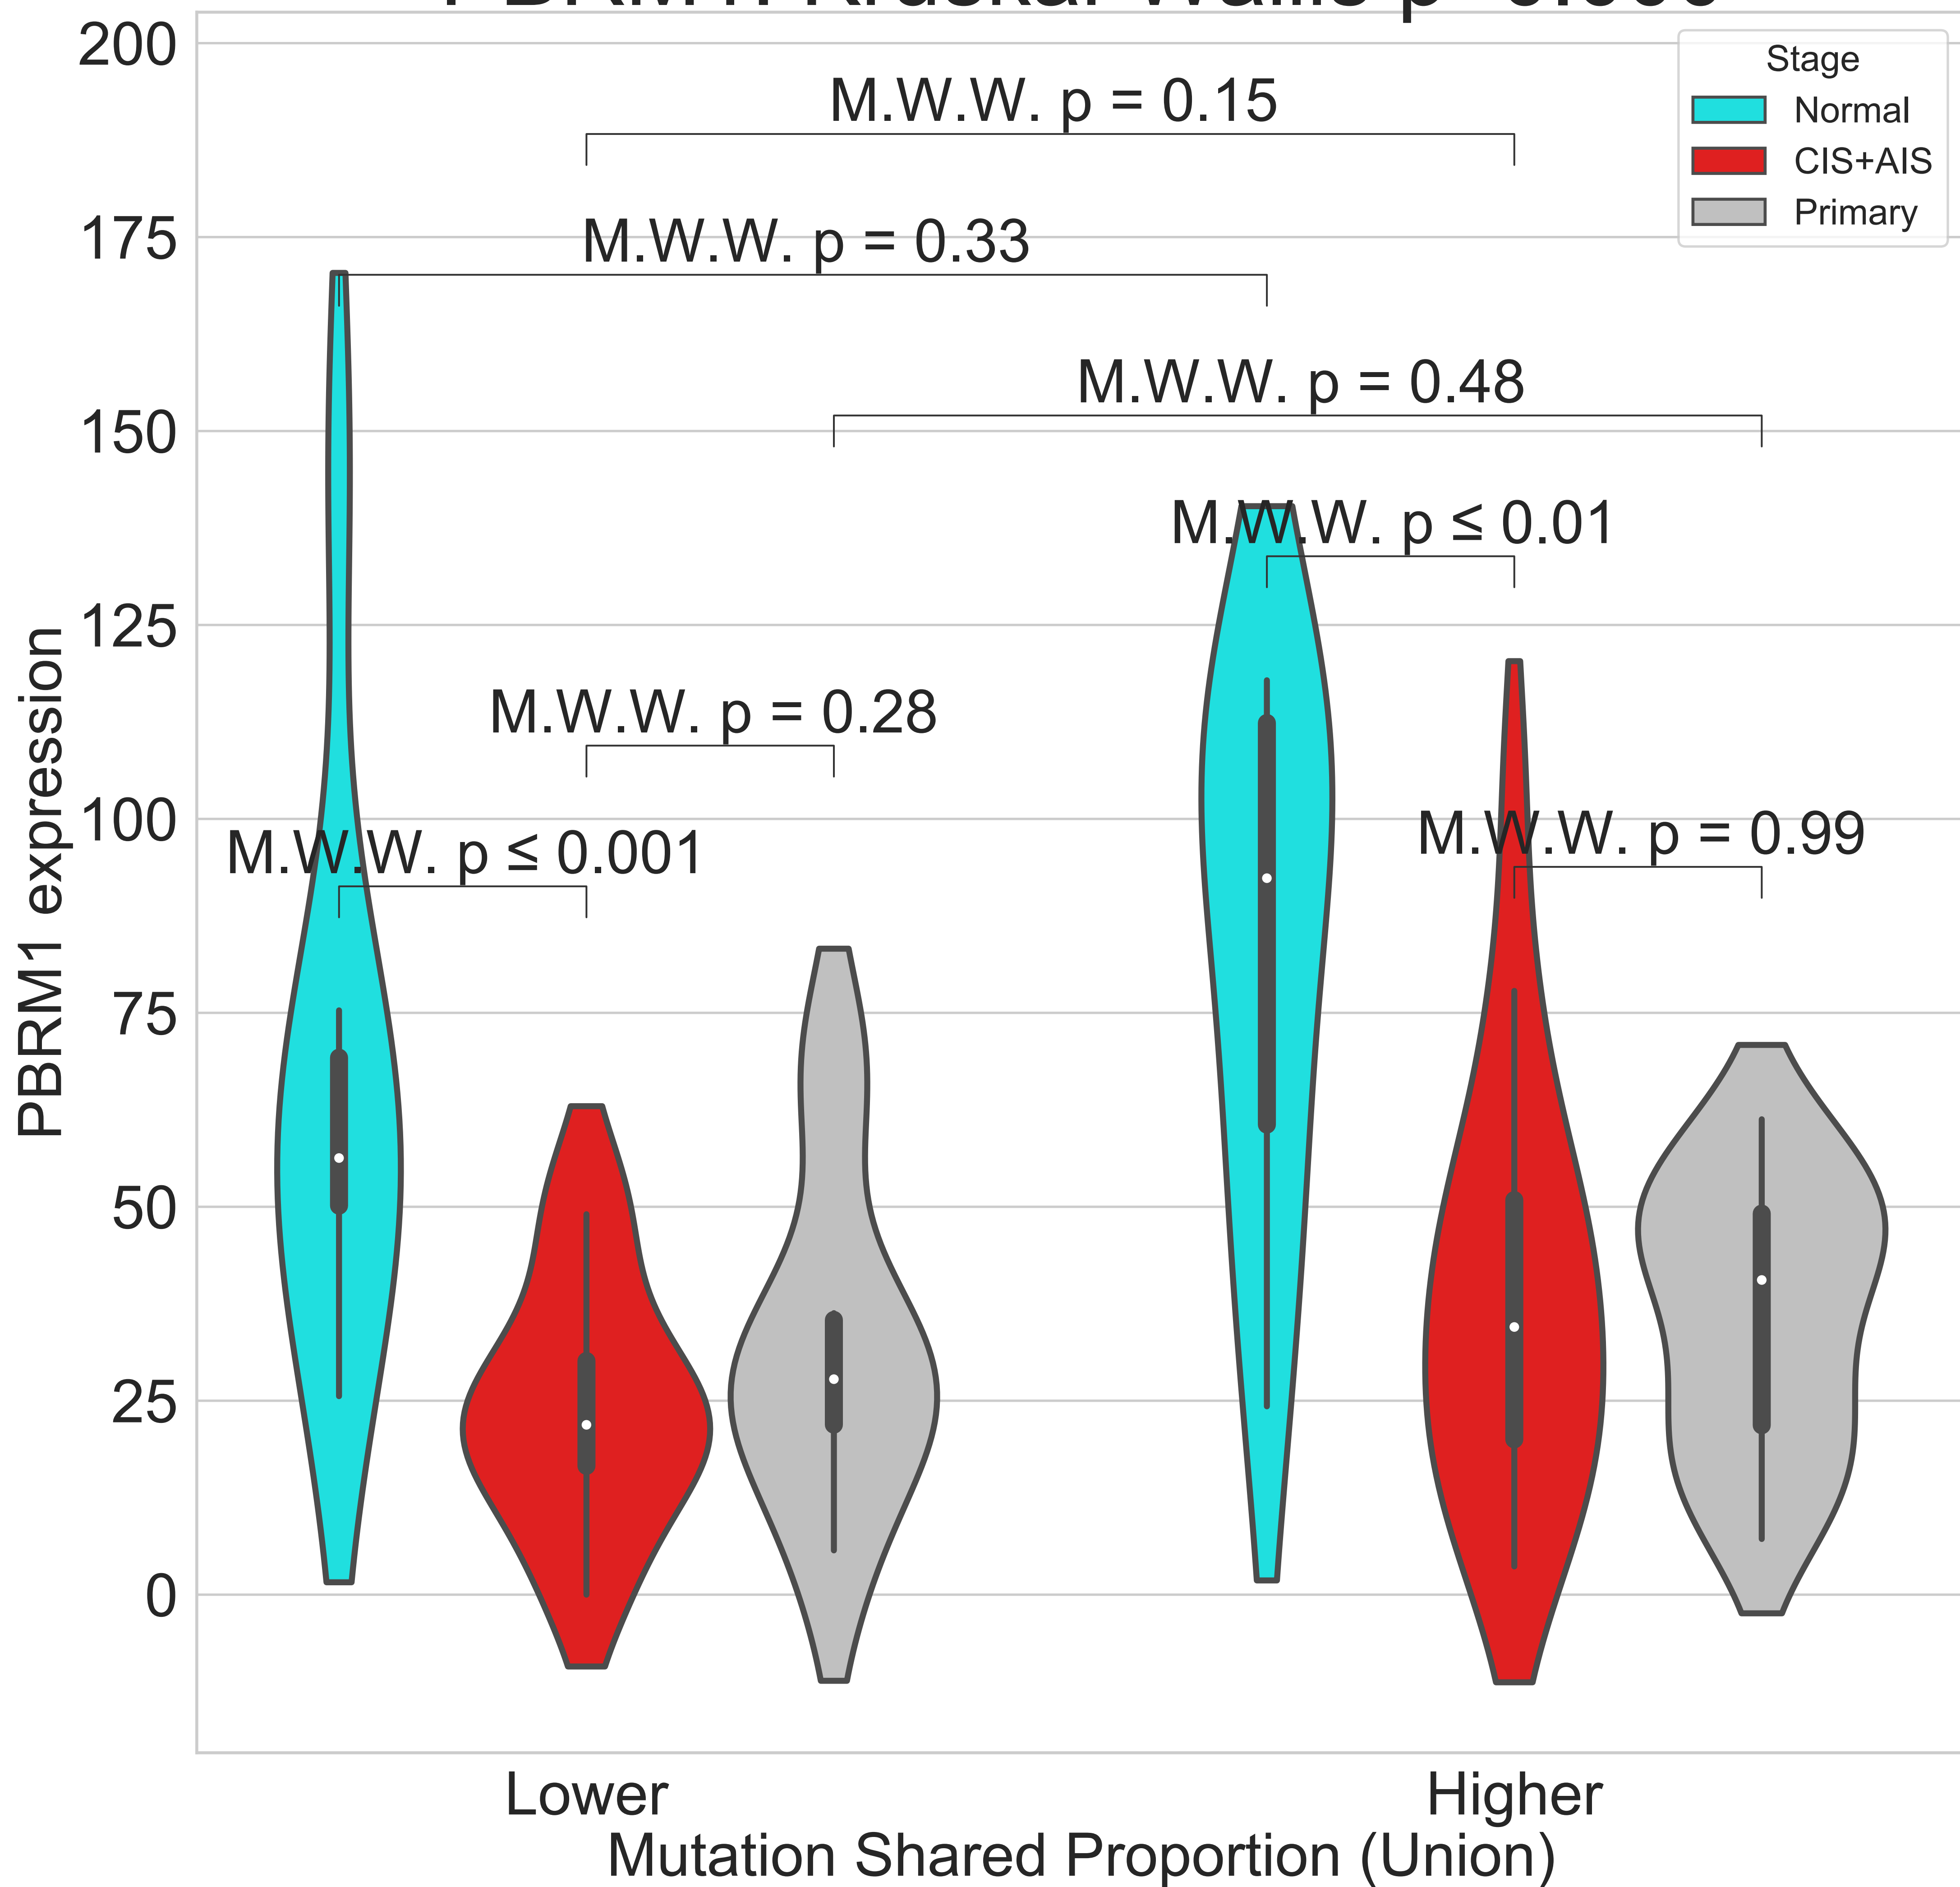 200
175
150
125
100
75
50
25
0
PBRM1 expression
Stage
Normal
CIS+AIS
Primary
M.W.W. p = 0.15
M.W.W. p = 0.33
M.W.W. p = 0.48
M.W.W. p ≤ 0.01
M.W.W. p = 0.28
M.W.W. p ≤ 0.001
M.W.W. p = 0.99
Lower
Higher
Mutation Shared Proportion (Union)